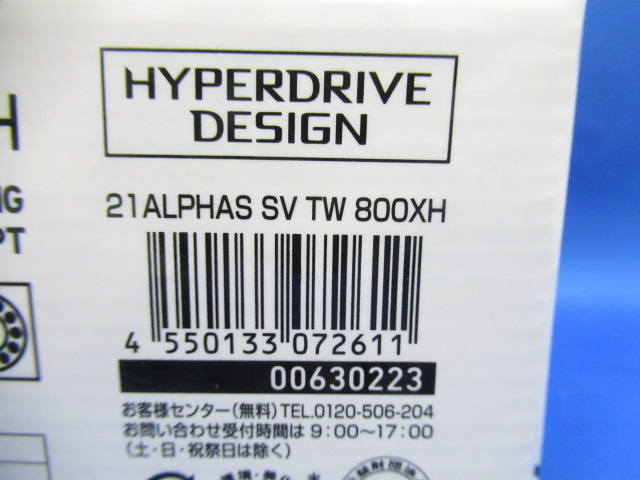 HYPERDRIVE
DESIGN
H
NG
PT
21ALPHAS SV TW 800XH
4 550133 072611
00630223
お客様センター(無料)TEL.0120-506-204
お問い合わせ受付時間は 9:00~17:00
(土・日・祝祭日は除く)